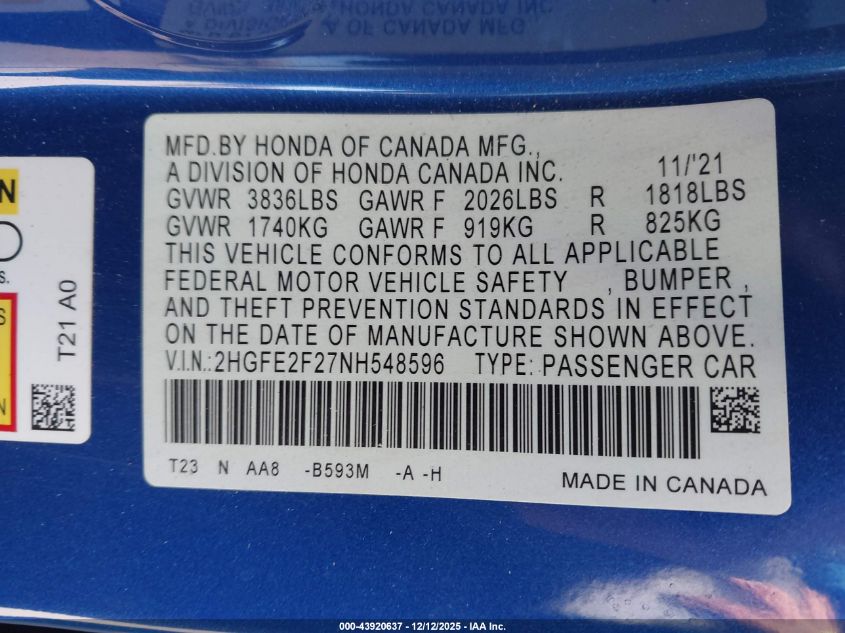 MFD.BY HONDA OF CANADA MFG.,
A DIVISION OF HONDA CANADA INC. 11/'21
GVWR 3836LBS GAWR F 2026LBS R 1818LBS
GVWR 1740KG GAWR F 919KG R 825KG
THIS VEHICLE CONFORMS TO ALL APPLICABLE
FEDERAL MOTOR VEHICLE SAFETY , BUMPER ,
AND THEFT PREVENTION STANDARDS IN EFFECT
ON THE DATE OF MANUFACTURE SHOWN ABOVE.
V.I.N.:2HGFE2F27NH548596 TYPE: PASSENGER CAR
T23 N AA8 -B593M -A -H
MADE IN CANADA
T21 A0
000-43920637 - 12/12/2025 - IAA Inc.